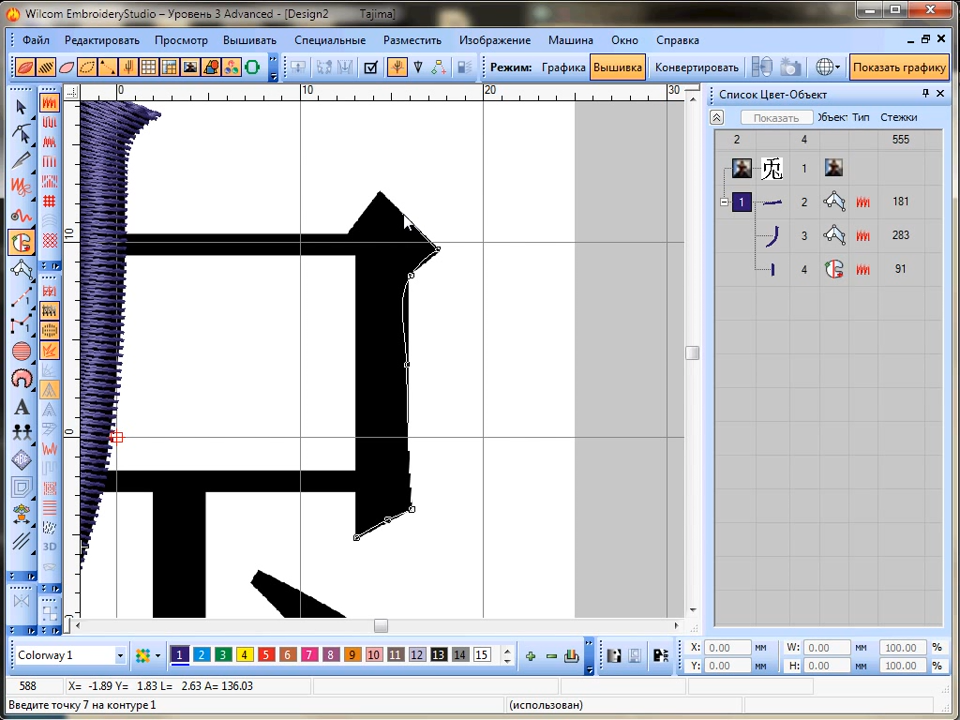 Wilcom EmbroideryStudio – Уровень 3 Advanced - [Design2 Tajima]
Файл Редактировать Просмотр Вышивать Специальные Разместить Изображение Машина Окно Справка
Режим: Графика Вышивка Конвертировать Показать графику
0 10 20 30
Список Цвет-Объект
Показать Объек Тип Стежки
2 4 555
兎 1
1 2 181
3 283
4 91
10
0
A
3D
Colorway 1 1 2 3 4 5 6 7 8 9 10 11 12 13 14 15
X: 0.00 мм W: 0.00 мм 100.00 %
Y: 0.00 мм H: 0.00 мм 100.00 %
588 X= -1.89 Y= 1.83 L= 2.63 A= 136.03
Введите точку 7 на контуре 1 (использован)